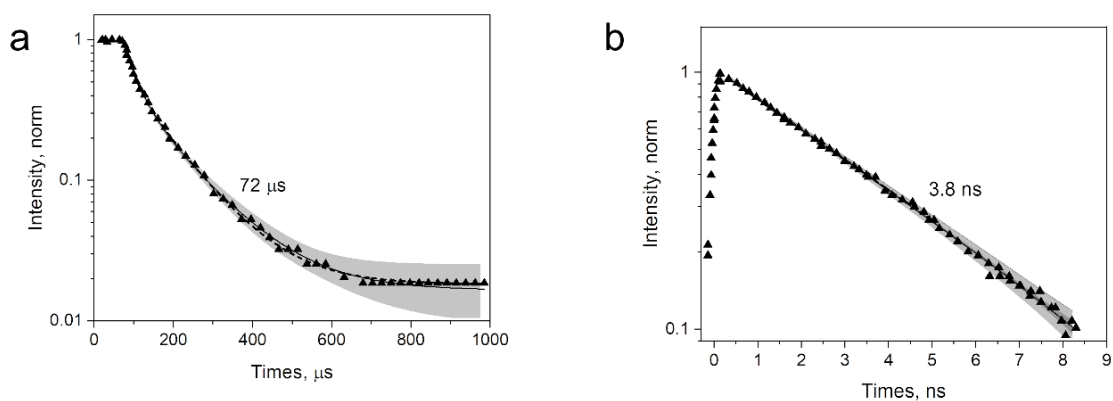 a
Intensity, norm
1
0.1
0.01
72 μs
0 200 400 600 800 1000
Times, μs
b
Intensity, norm
1
0.1
3.8 ns
0 1 2 3 4 5 6 7 8 9
Times, ns